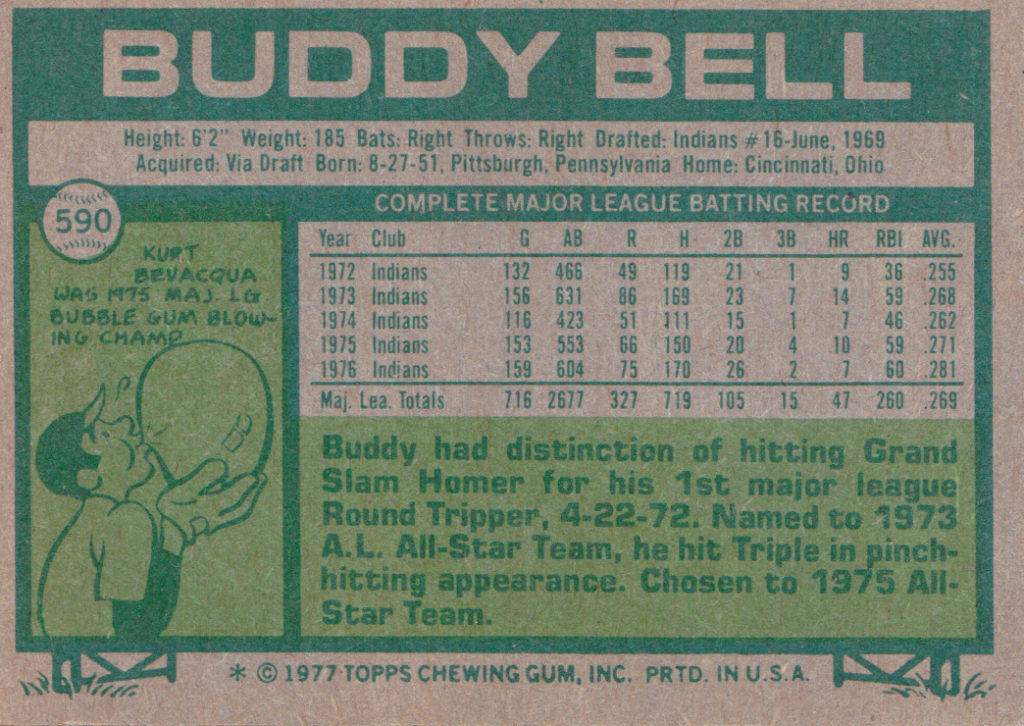 BUDDY BELL
Height: 6'2" Weight: 185 Bats: Right Throws: Right Drafted: Indians #16-June, 1969
Acquired: Via Draft Born: 8-27-51, Pittsburgh, Pennsylvania Home: Cincinnati, Ohio
590
KURT
BEVACQUA
WAS 1975 MAJ. LG.
BUBBLE GUM BLOW-
ING CHAMP.
COMPLETE MAJOR LEAGUE BATTING RECORD
Year Club G AB R H 2B 3B HR RBI AVG.
1972 Indians 132 466 49 119 21 1 9 36 .255
1973 Indians 156 631 86 169 23 7 14 59 .268
1974 Indians 116 423 51 111 15 1 7 46 .262
1975 Indians 153 553 66 150 20 4 10 59 .271
1976 Indians 159 604 75 170 26 2 7 60 .281
Maj. Lea. Totals 716 2677 327 719 105 15 47 260 .269
Buddy had distinction of hitting Grand
Slam Homer for his 1st major league
Round Tripper, 4-22-72. Named to 1973
A.L. All-Star Team, he hit Triple in pinch-
hitting appearance. Chosen to 1975 All-
Star Team.
* © 1977 TOPPS CHEWING GUM, INC. PRTD. IN U.S.A.